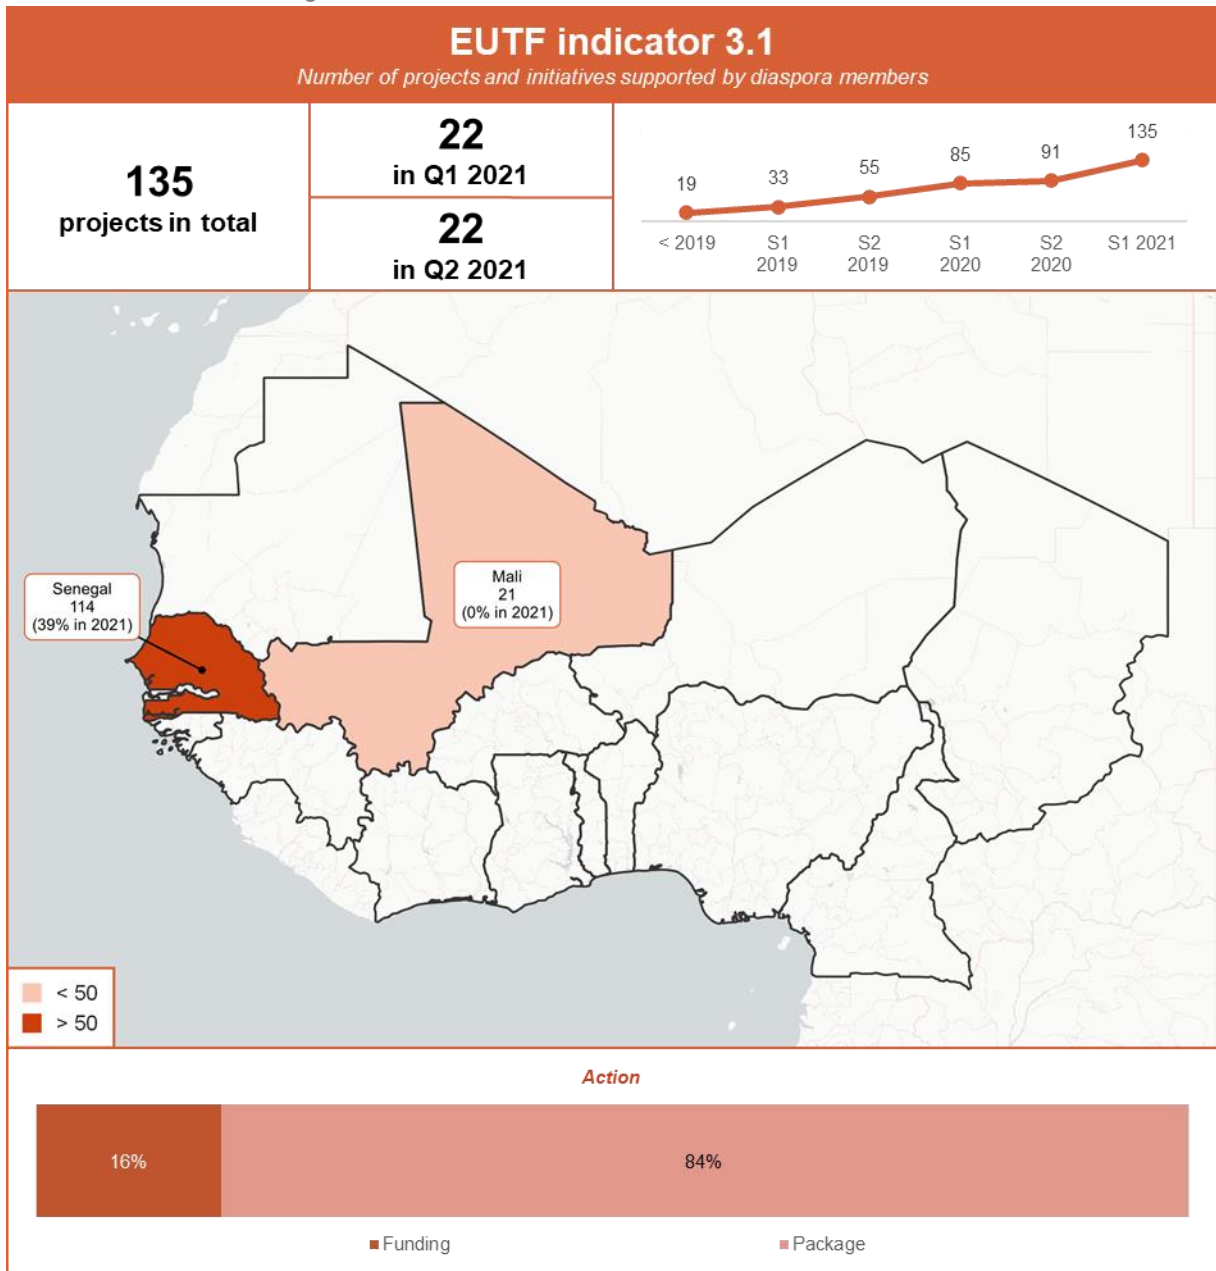 EUTF indicator 3.1
Number of projects and initiatives supported by diaspora members
135
projects in total
22
in Q1 2021
22
in Q2 2021
19
33
55
85
91
135
< 2019
S1
2019
S2
2019
S1
2020
S2
2020
S1 2021
Senegal
114
(39% in 2021)
Mali
21
(0% in 2021)
< 50
> 50
Action
16%
84%
Funding
Package